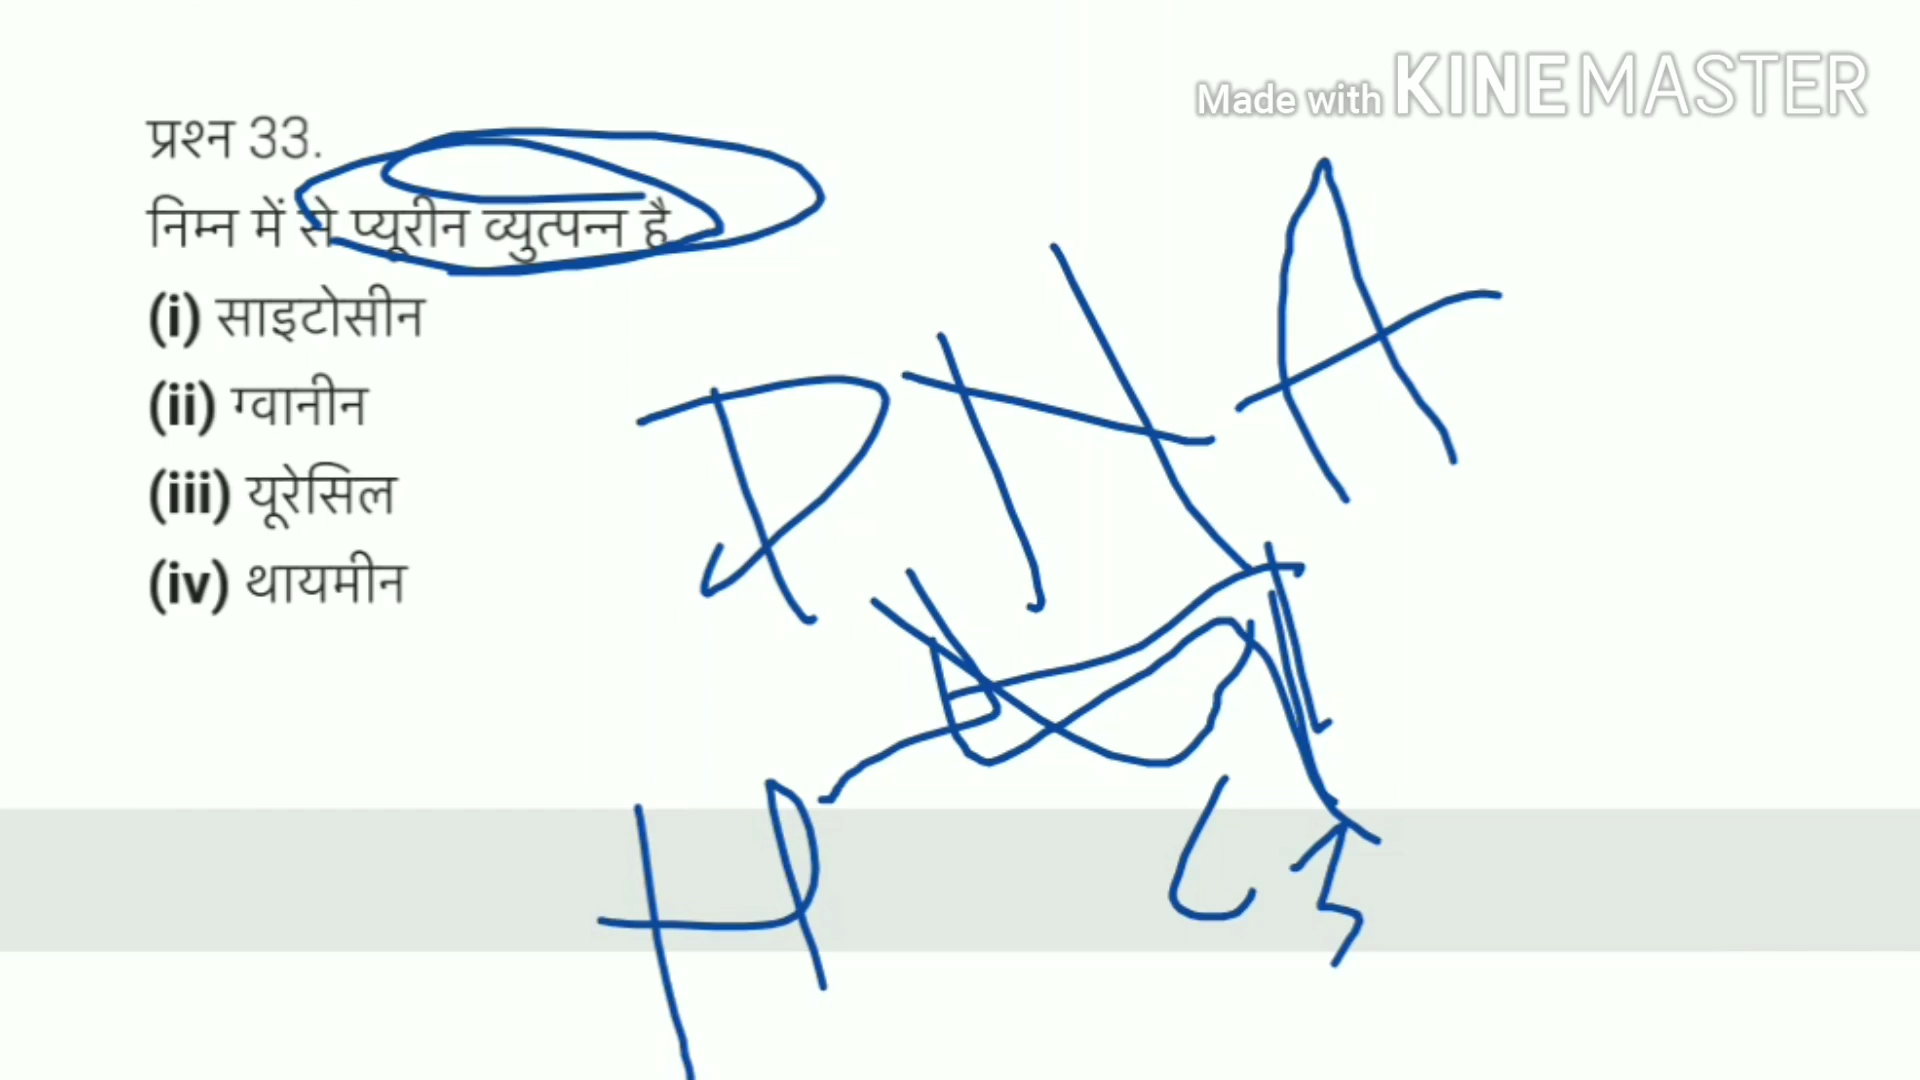 Made with KINEMASTER
प्रश्न 33.
निम्न में से प्यूरीन व्युत्पन्न है
(i) साइटोसीन
(ii) ग्वानीन
(iii) यूरेसिल
(iv) थायमीन
DNA